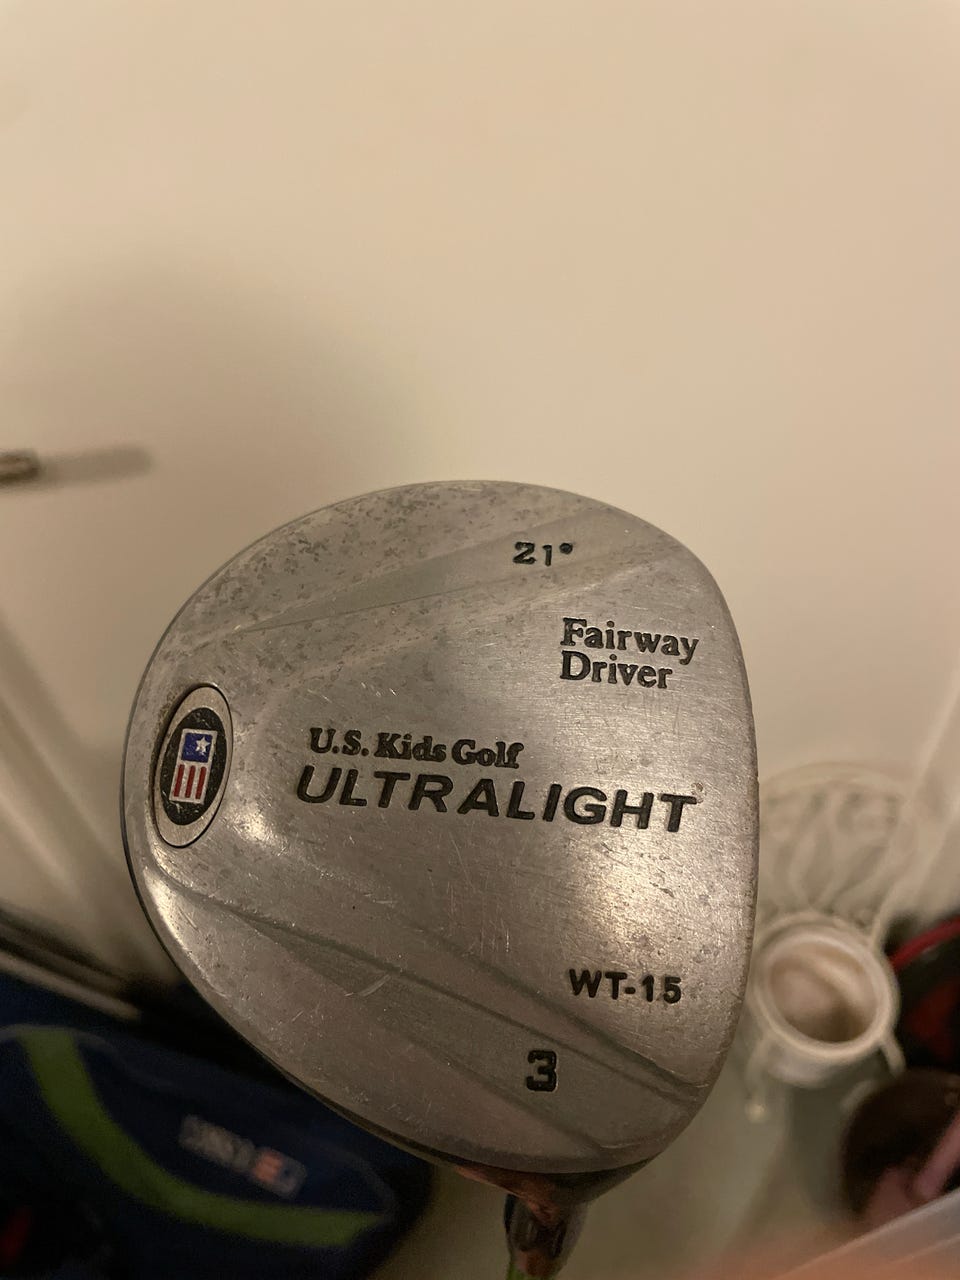 21°
Fairway
Driver
U.S. Kids Golf
ULTRALIGHT
WT-15
3